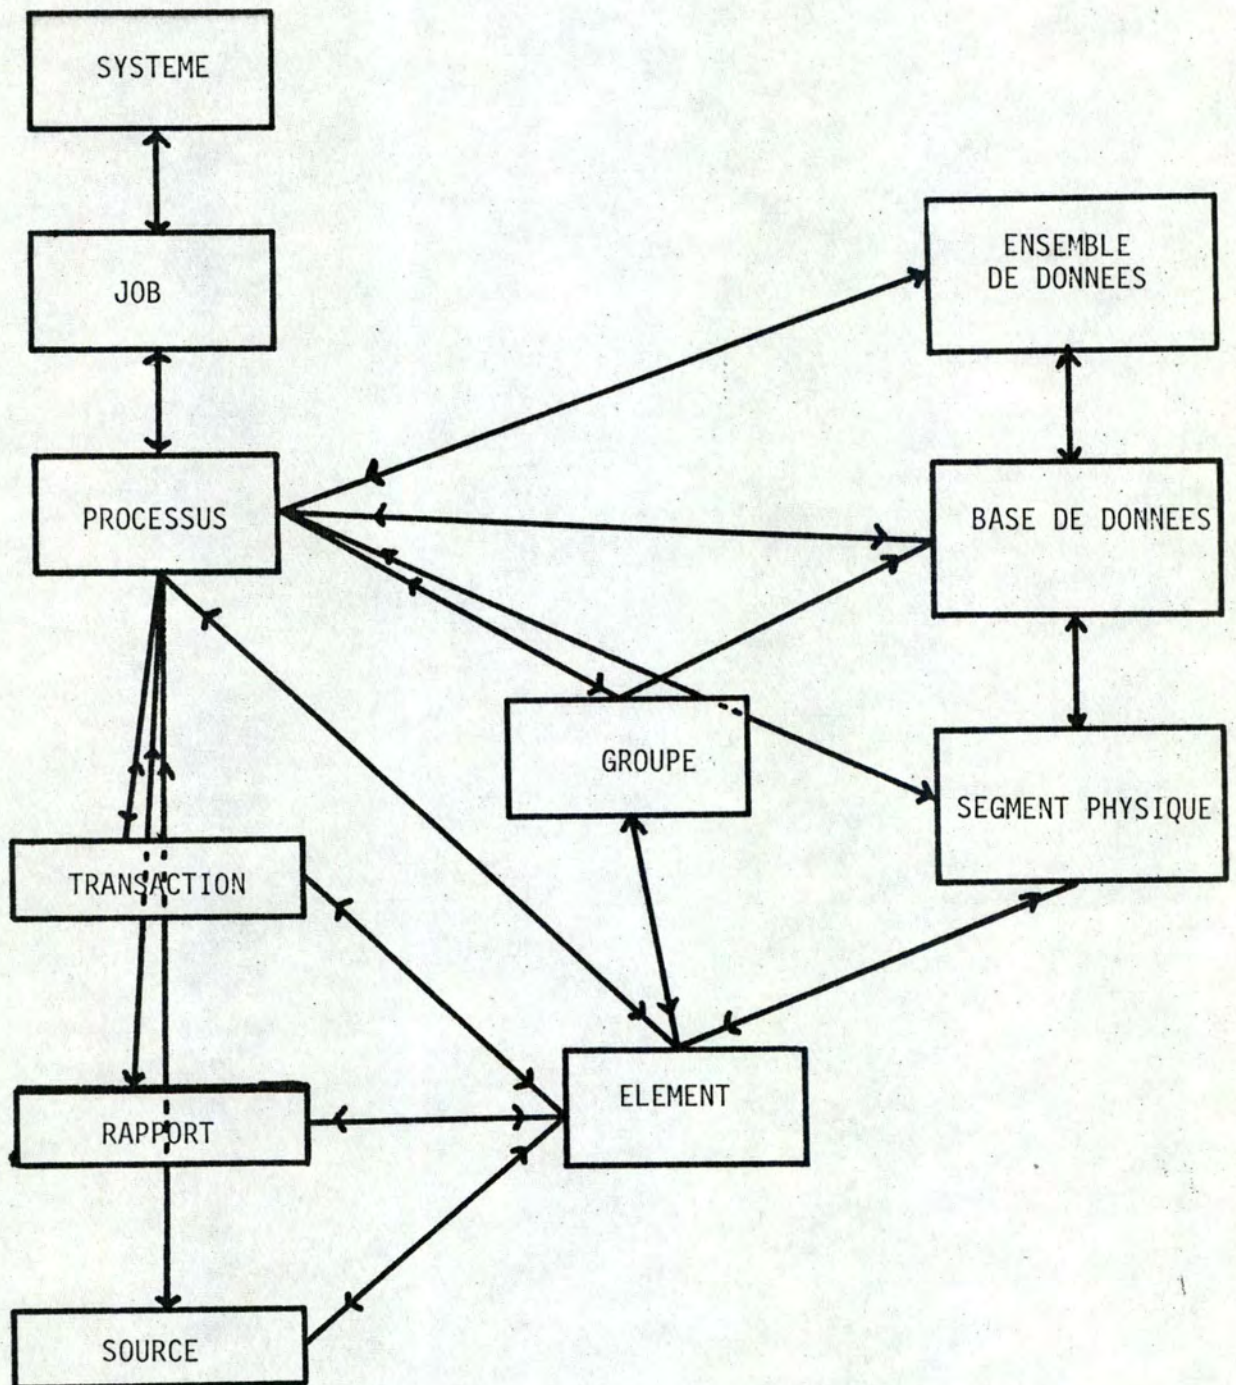 SYSTEME
JOB
ENSEMBLE
DE DONNEES
PROCESSUS
BASE DE DONNEES
GROUPE
SEGMENT PHYSIQUE
TRANSACTION
ELEMENT
RAPPORT
SOURCE